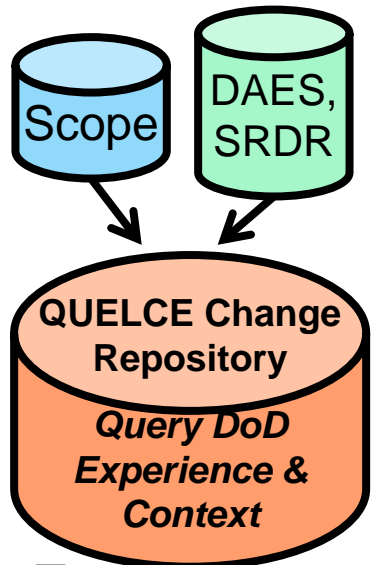 Scope
DAES,
SRDR
QUELCE Change
Repository
Query DoD
Experience &
Context